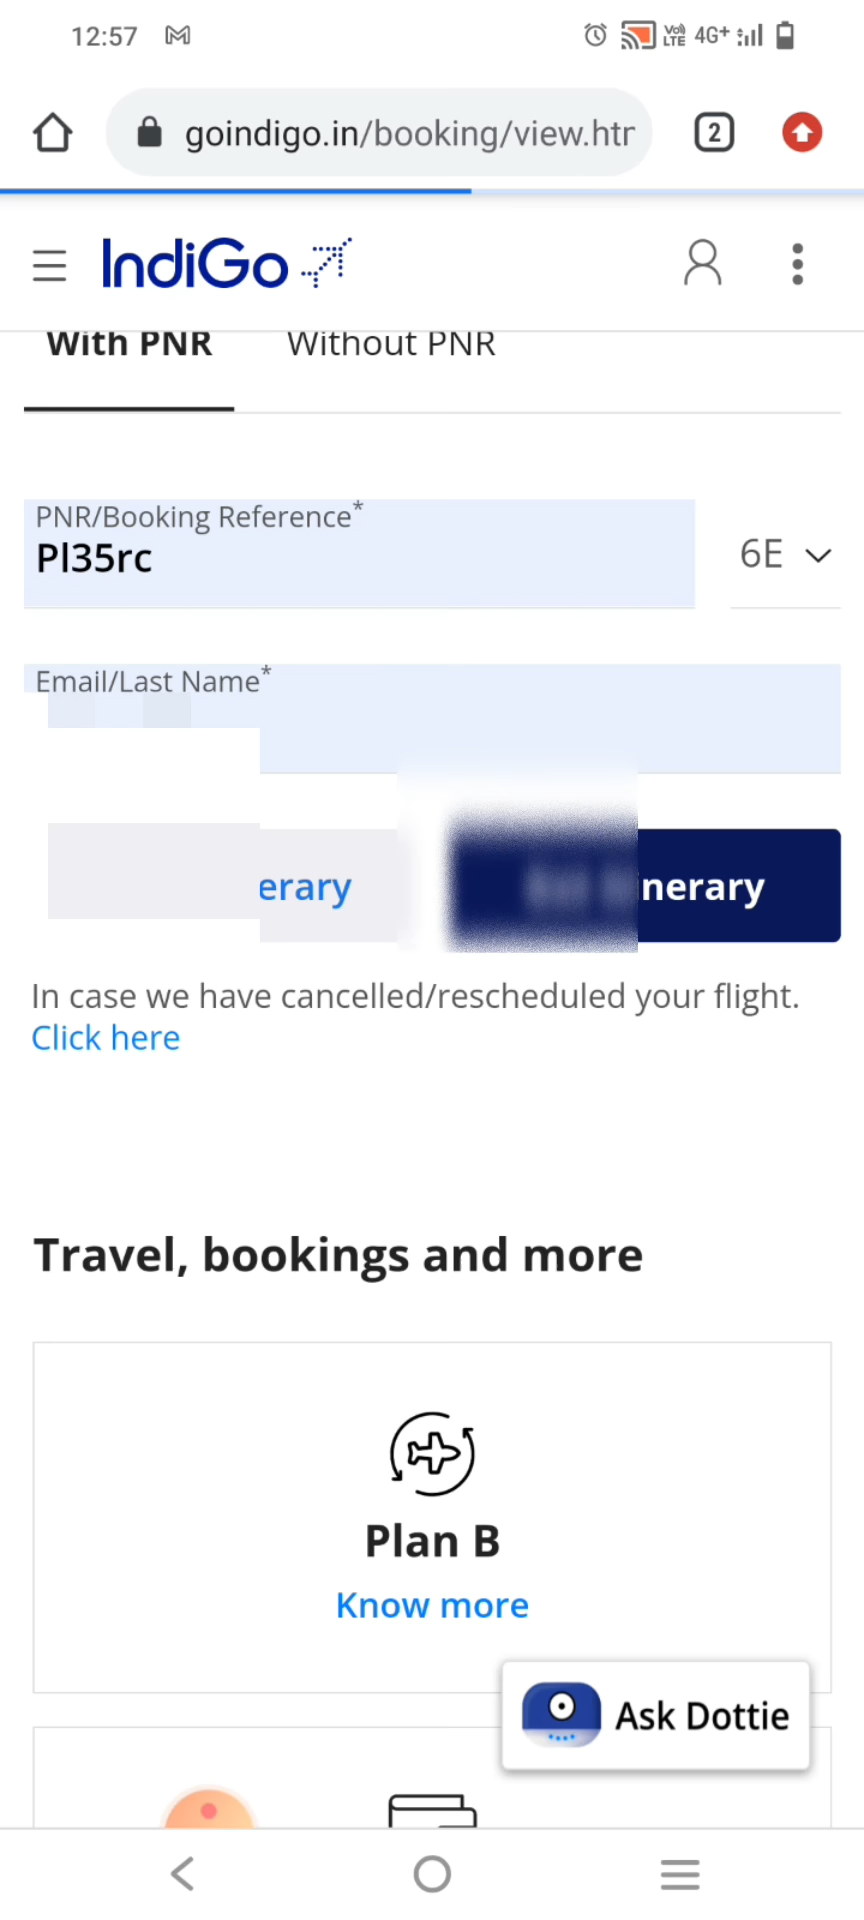 12:57
Vo) LTE 4G+
goindigo.in/booking/view.htr
2
IndiGo
With PNR Without PNR
PNR/Booking Reference*
Pl35rc
6E
Email/Last Name*
erary
nerary
In case we have cancelled/rescheduled your flight.
Click here
Travel, bookings and more
Plan B
Know more
Ask Dottie